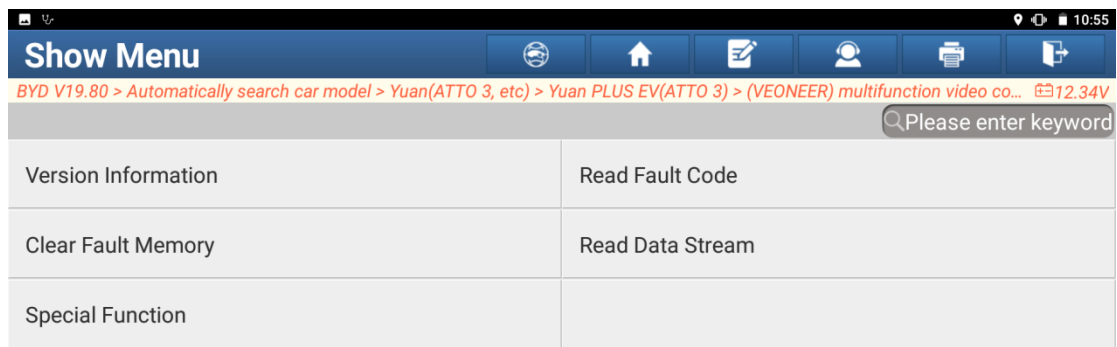 10:55
Show Menu
BYD V19.80 > Automatically search car model > Yuan(ATTO 3, etc) > Yuan PLUS EV(ATTO 3) > (VEONEER) multifunction video co... 12.34V
Please enter keyword
Version Information
Read Fault Code
Clear Fault Memory
Read Data Stream
Special Function